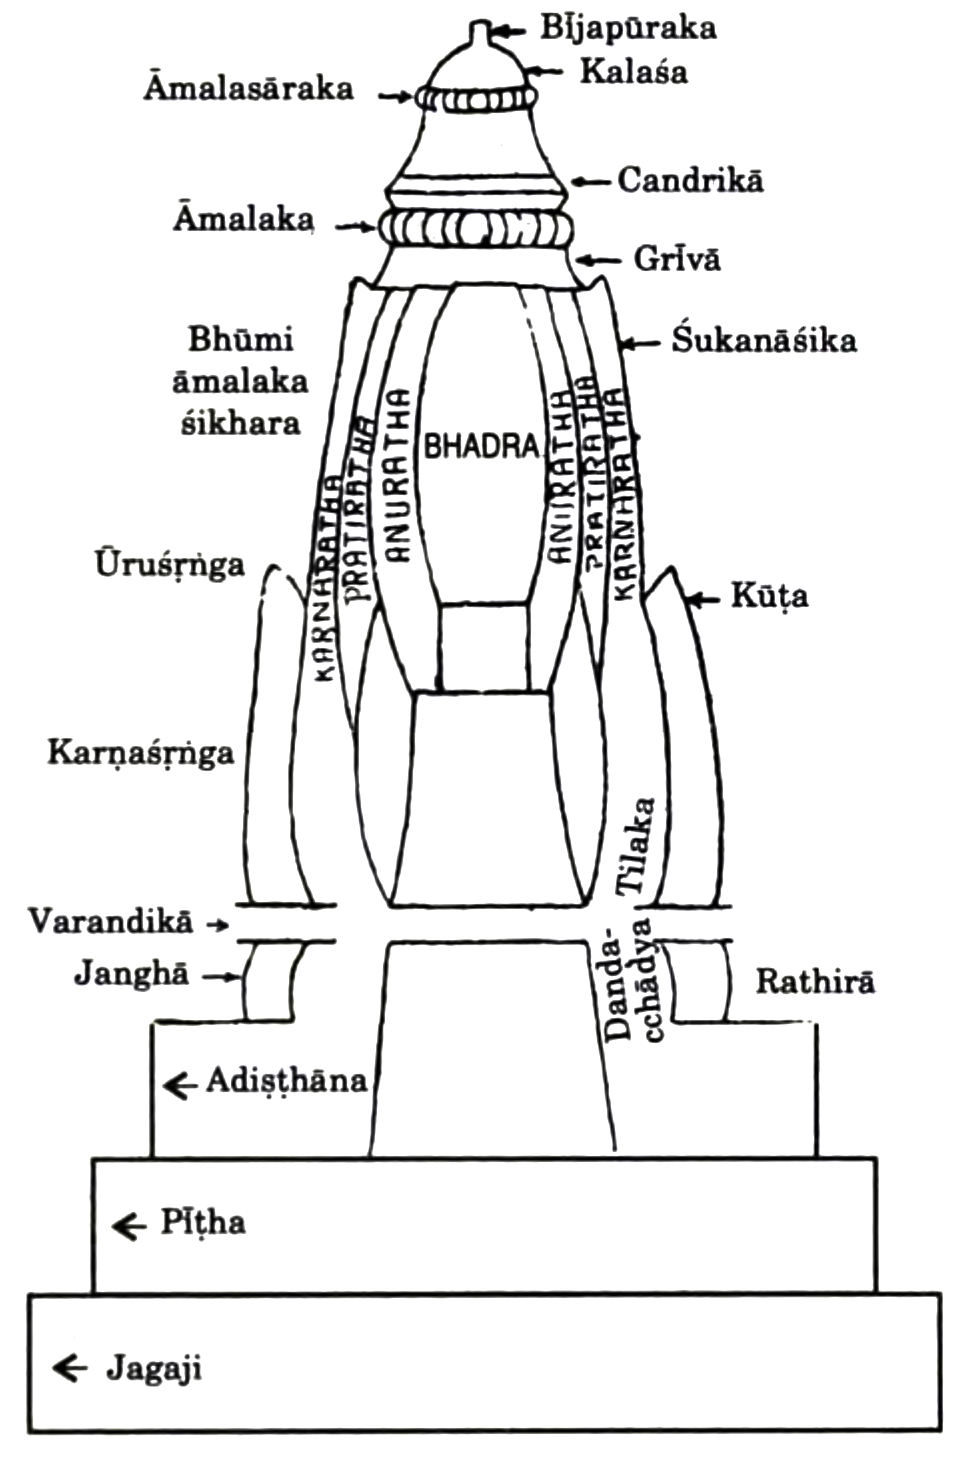 Bījapūraka
Kalaśa
Āmalasāraka
Candrikā
Āmalaka
Grīvā
Bhūmi
āmalaka
śikhara
Śukanāśika
KARNARATHA
PRATIRATHA
ANURATHA
BHADRA
ANURATHA
PRATIRATHA
KARNARATHA
Ūruśṛṅga
Kūṭa
Karṇaśṛṅga
Tilaka
Varandikā
Janghā
Danda-
cchādya
Rathirā
Adiṣṭhāna
Pīṭha
Jagaji